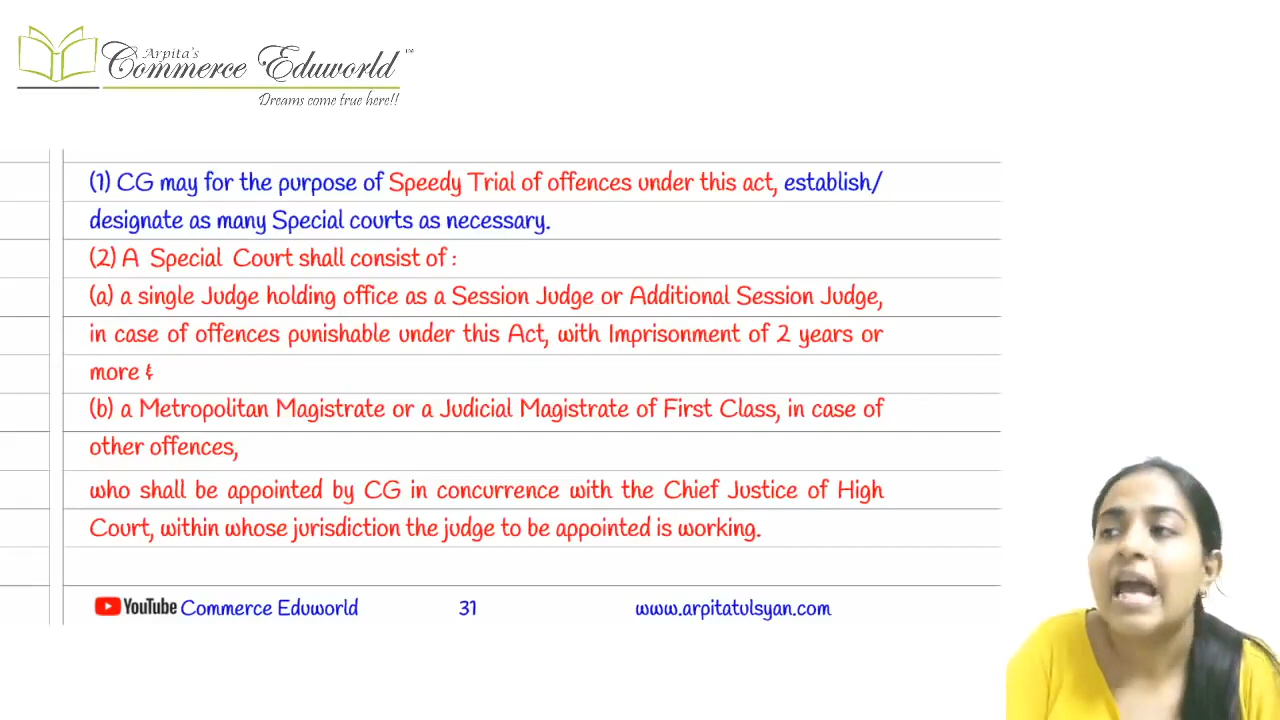 Arpita's
Commerce Eduworld™
Dreams come true here!!
(1) CG may for the purpose of Speedy Trial of offences under this act, establish/
designate as many Special courts as necessary.
(2) A Special Court shall consist of :
(a) a single Judge holding office as a Session Judge or Additional Session Judge,
in case of offences punishable under this Act, with Imprisonment of 2 years or
more &
(b) a Metropolitan Magistrate or a Judicial Magistrate of First Class, in case of
other offences,
who shall be appointed by CG in concurrence with the Chief Justice of High
Court, within whose jurisdiction the judge to be appointed is working.
YouTube Commerce Eduworld 31 www.arpitatulsyan.com